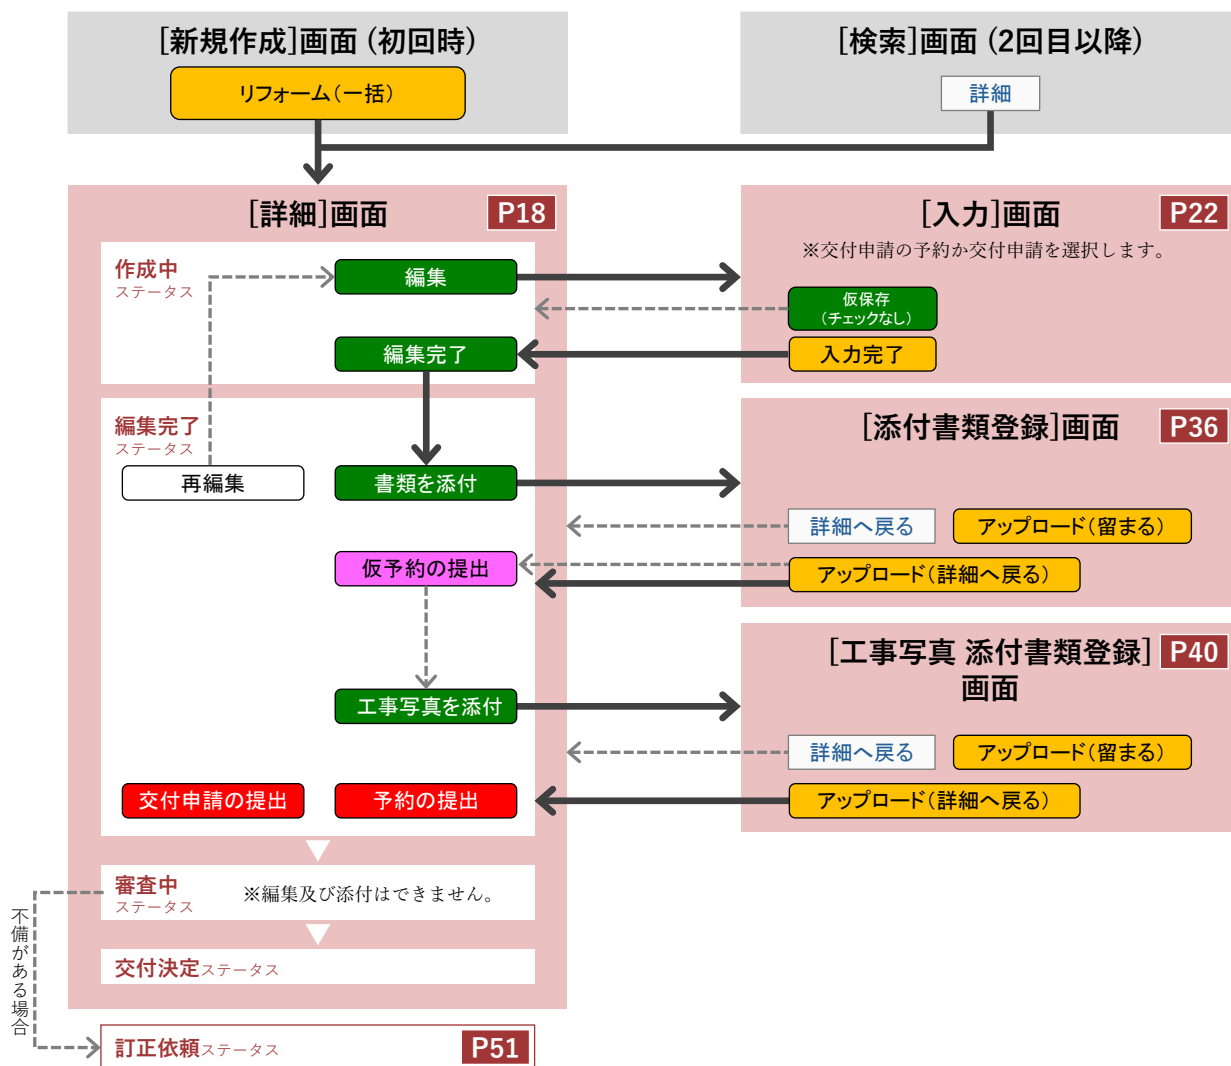 [新規作成]画面 (初回時)
リフォーム(一括)
[検索]画面 (2回目以降)
詳細
[詳細]画面
P18
作成中
ステータス
編集
編集完了
編集完了
ステータス
再編集
書類を添付
仮予約の提出
工事写真を添付
交付申請の提出
予約の提出
審査中
ステータス
※編集及び添付はできません。
交付決定ステータス
不備がある場合
訂正依頼ステータス
P51
[入力]画面
P22
※交付申請の予約か交付申請を選択します。
仮保存
(チェックなし)
入力完了
[添付書類登録]画面
P36
詳細へ戻る
アップロード(留まる)
アップロード(詳細へ戻る)
[工事写真 添付書類登録]
画面
P40
詳細へ戻る
アップロード(留まる)
アップロード(詳細へ戻る)